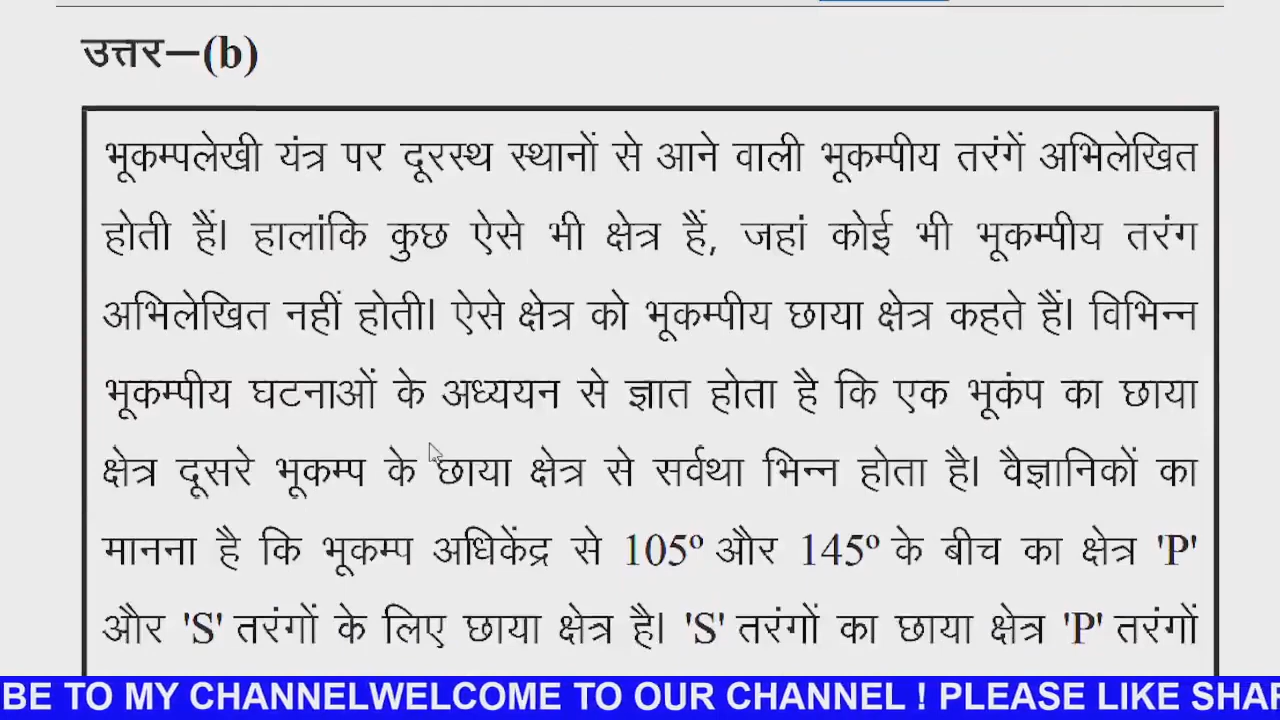 उत्तर–(b)
भूकम्पलेखी यंत्र पर दूरस्थ स्थानों से आने वाली भूकम्पीय तरंगें अभिलेखित
होती हैं। हालांकि कुछ ऐसे भी क्षेत्र हैं, जहां कोई भी भूकम्पीय तरंग
अभिलेखित नहीं होती। ऐसे क्षेत्र को भूकम्पीय छाया क्षेत्र कहते हैं। विभिन्न
भूकम्पीय घटनाओं के अध्ययन से ज्ञात होता है कि एक भूकंप का छाया
क्षेत्र दूसरे भूकम्प के छाया क्षेत्र से सर्वथा भिन्न होता है। वैज्ञानिकों का
मानना है कि भूकम्प अधिकेंद्र से 105º और 145º के बीच का क्षेत्र 'P'
और 'S' तरंगों के लिए छाया क्षेत्र है। 'S' तरंगों का छाया क्षेत्र 'P' तरंगों
BE TO MY CHANNELWELCOME TO OUR CHANNEL ! PLEASE LIKE SHAR